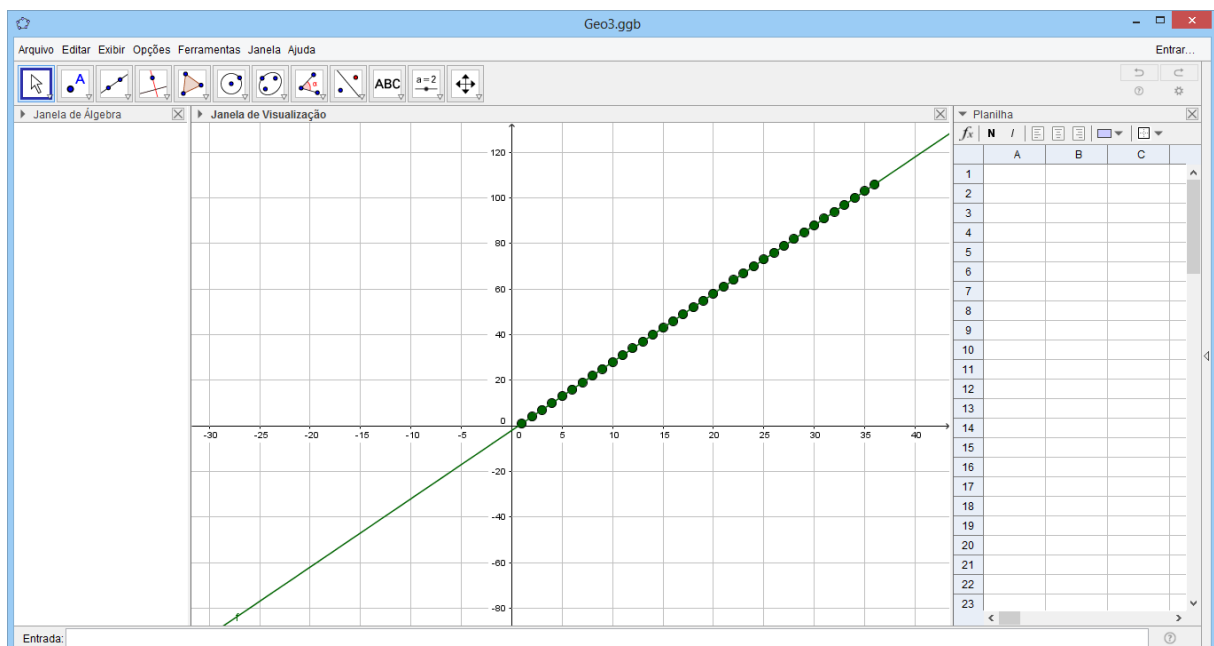 Geo3.ggb
Arquivo Editar Exibir Opções Ferramentas Janela Ajuda
Entrar...
A
α
ABC
a = 2
Janela de Álgebra
Janela de Visualização
Planilha
fx N I
A B C
1
2
3
4
5
6
7
8
9
10
11
12
13
14
15
16
17
18
19
20
21
22
23
120
100
80
60
40
20
0
-20
-40
-60
-80
-30 -25 -20 -15 -10 -5 0 5 10 15 20 25 30 35 40
f
Entrada: